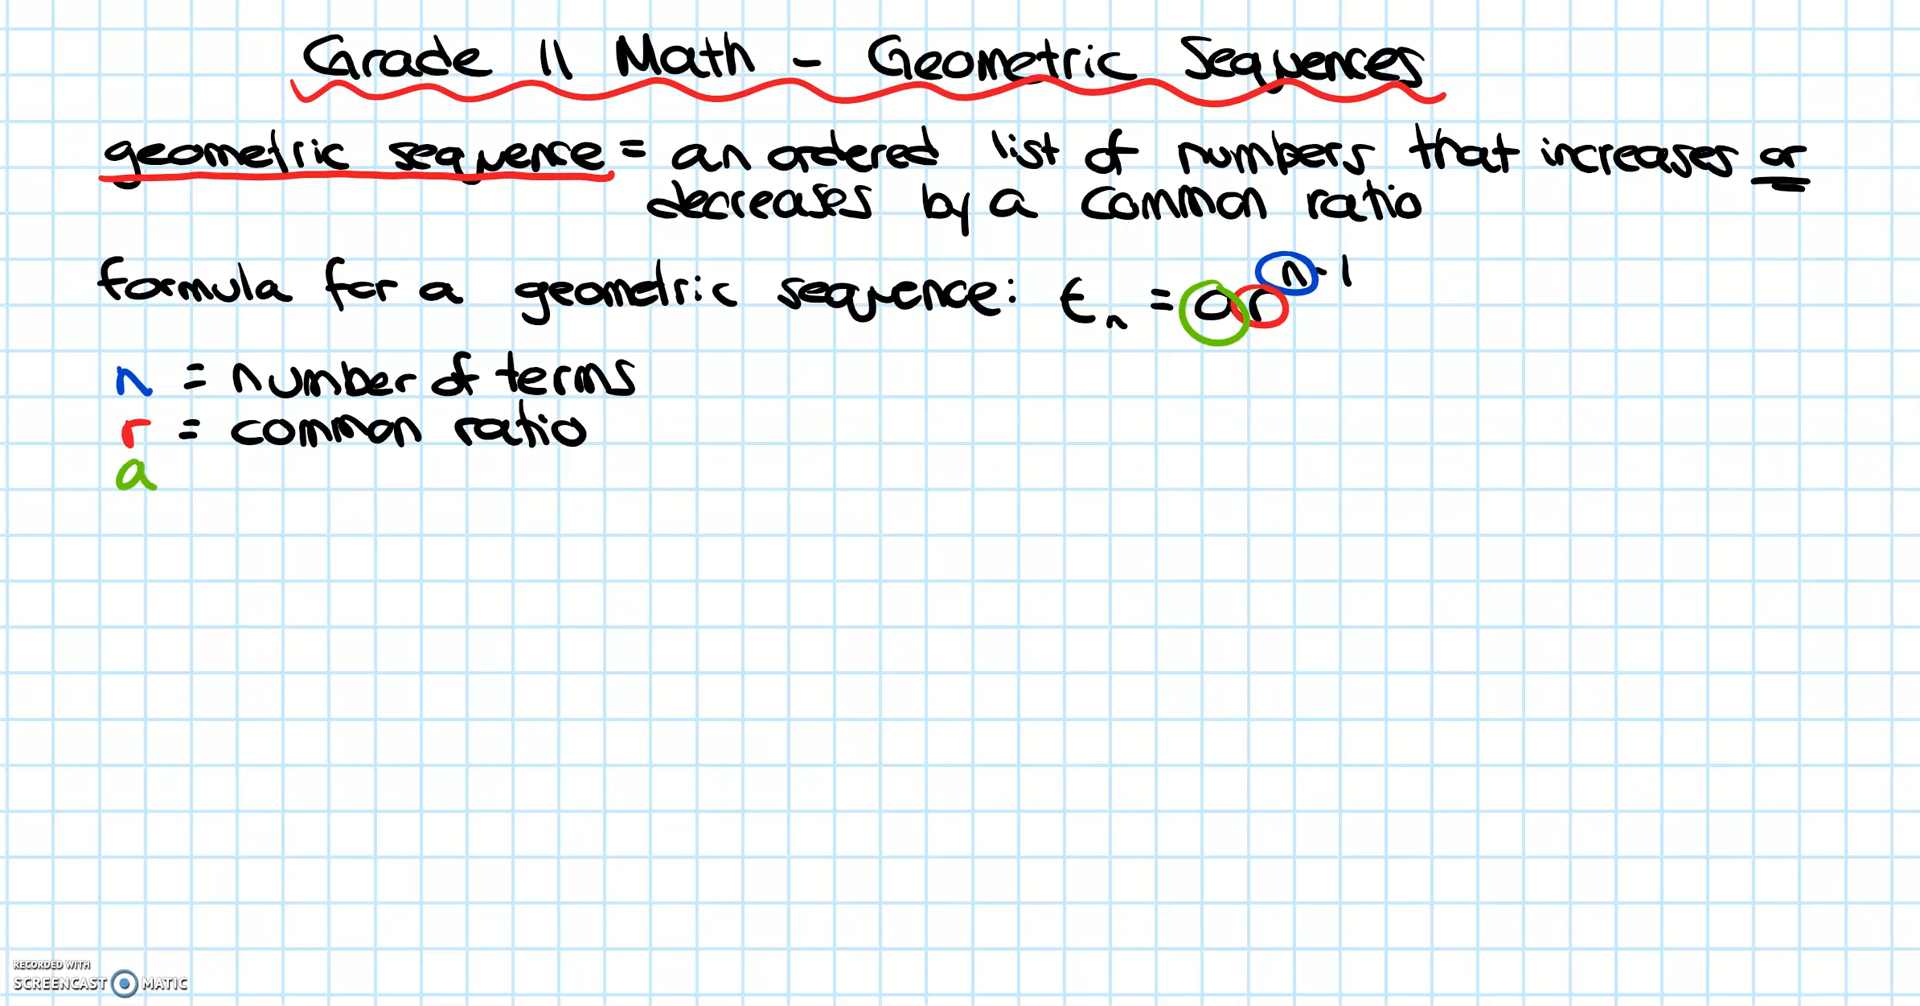 Grade 11 Math - Geometric Sequences
geometric sequence = an ordered list of numbers that increases or
decreases by a common ratio
formula for a geometric sequence: tₙ = arⁿ⁻¹
n = number of terms
r = common ratio
a
RECORDED WITH
SCREENCAST MATIC